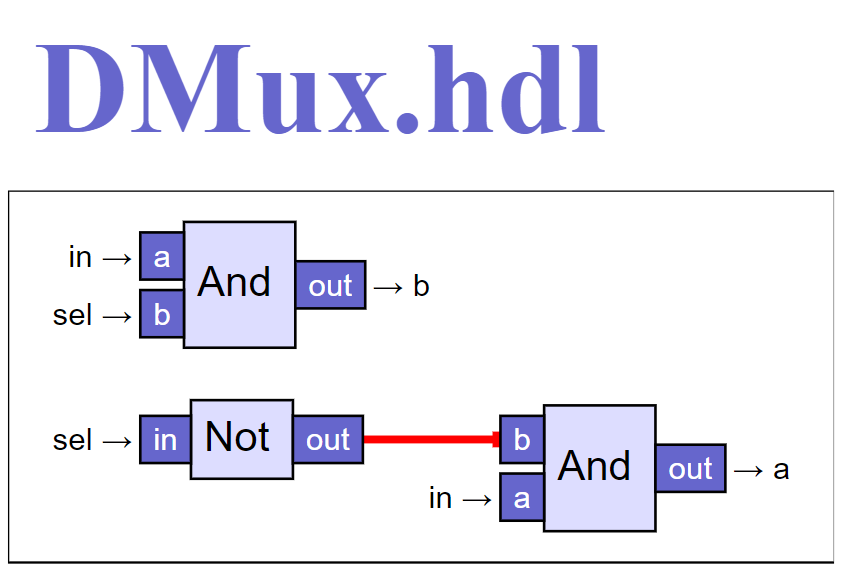 DMux.hdl
in → a
And
out → b
sel → b
sel → in Not out
b
And
out → a
in → a